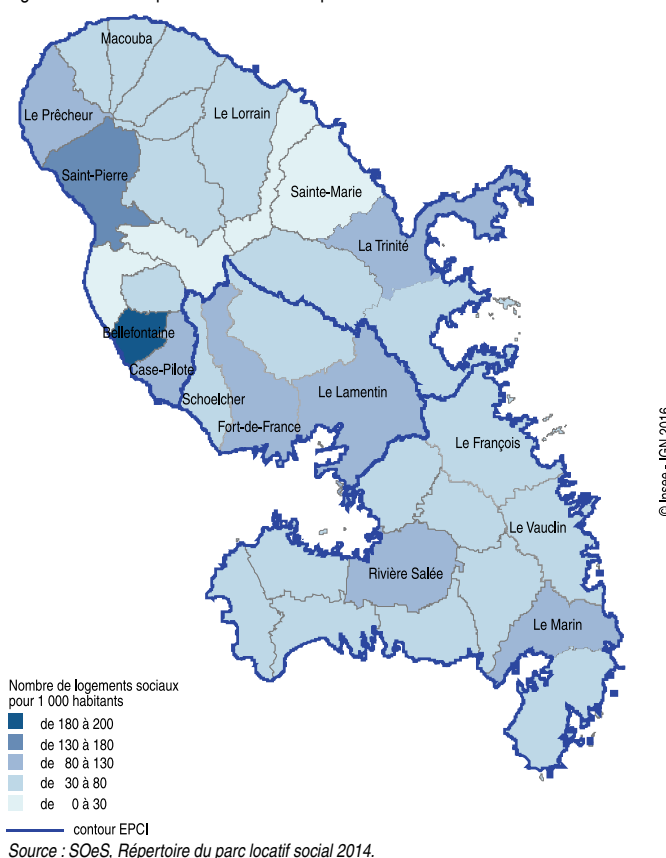 Macouba
Le Prêcheur
Le Lorrain
Saint-Pierre
Sainte-Marie
La Trinité
Bellefontaine
Case-Pilote
Schoelcher
Le Lamentin
Fort-de-France
Le François
© Insee - IGN 2016
Le Vauclin
Rivière Salée
Le Marin
Nombre de logements sociaux
pour 1 000 habitants
de 180 à 200
de 130 à 180
de 80 à 130
de 30 à 80
de 0 à 30
contour EPCI
Source : SOeS, Répertoire du parc locatif social 2014.